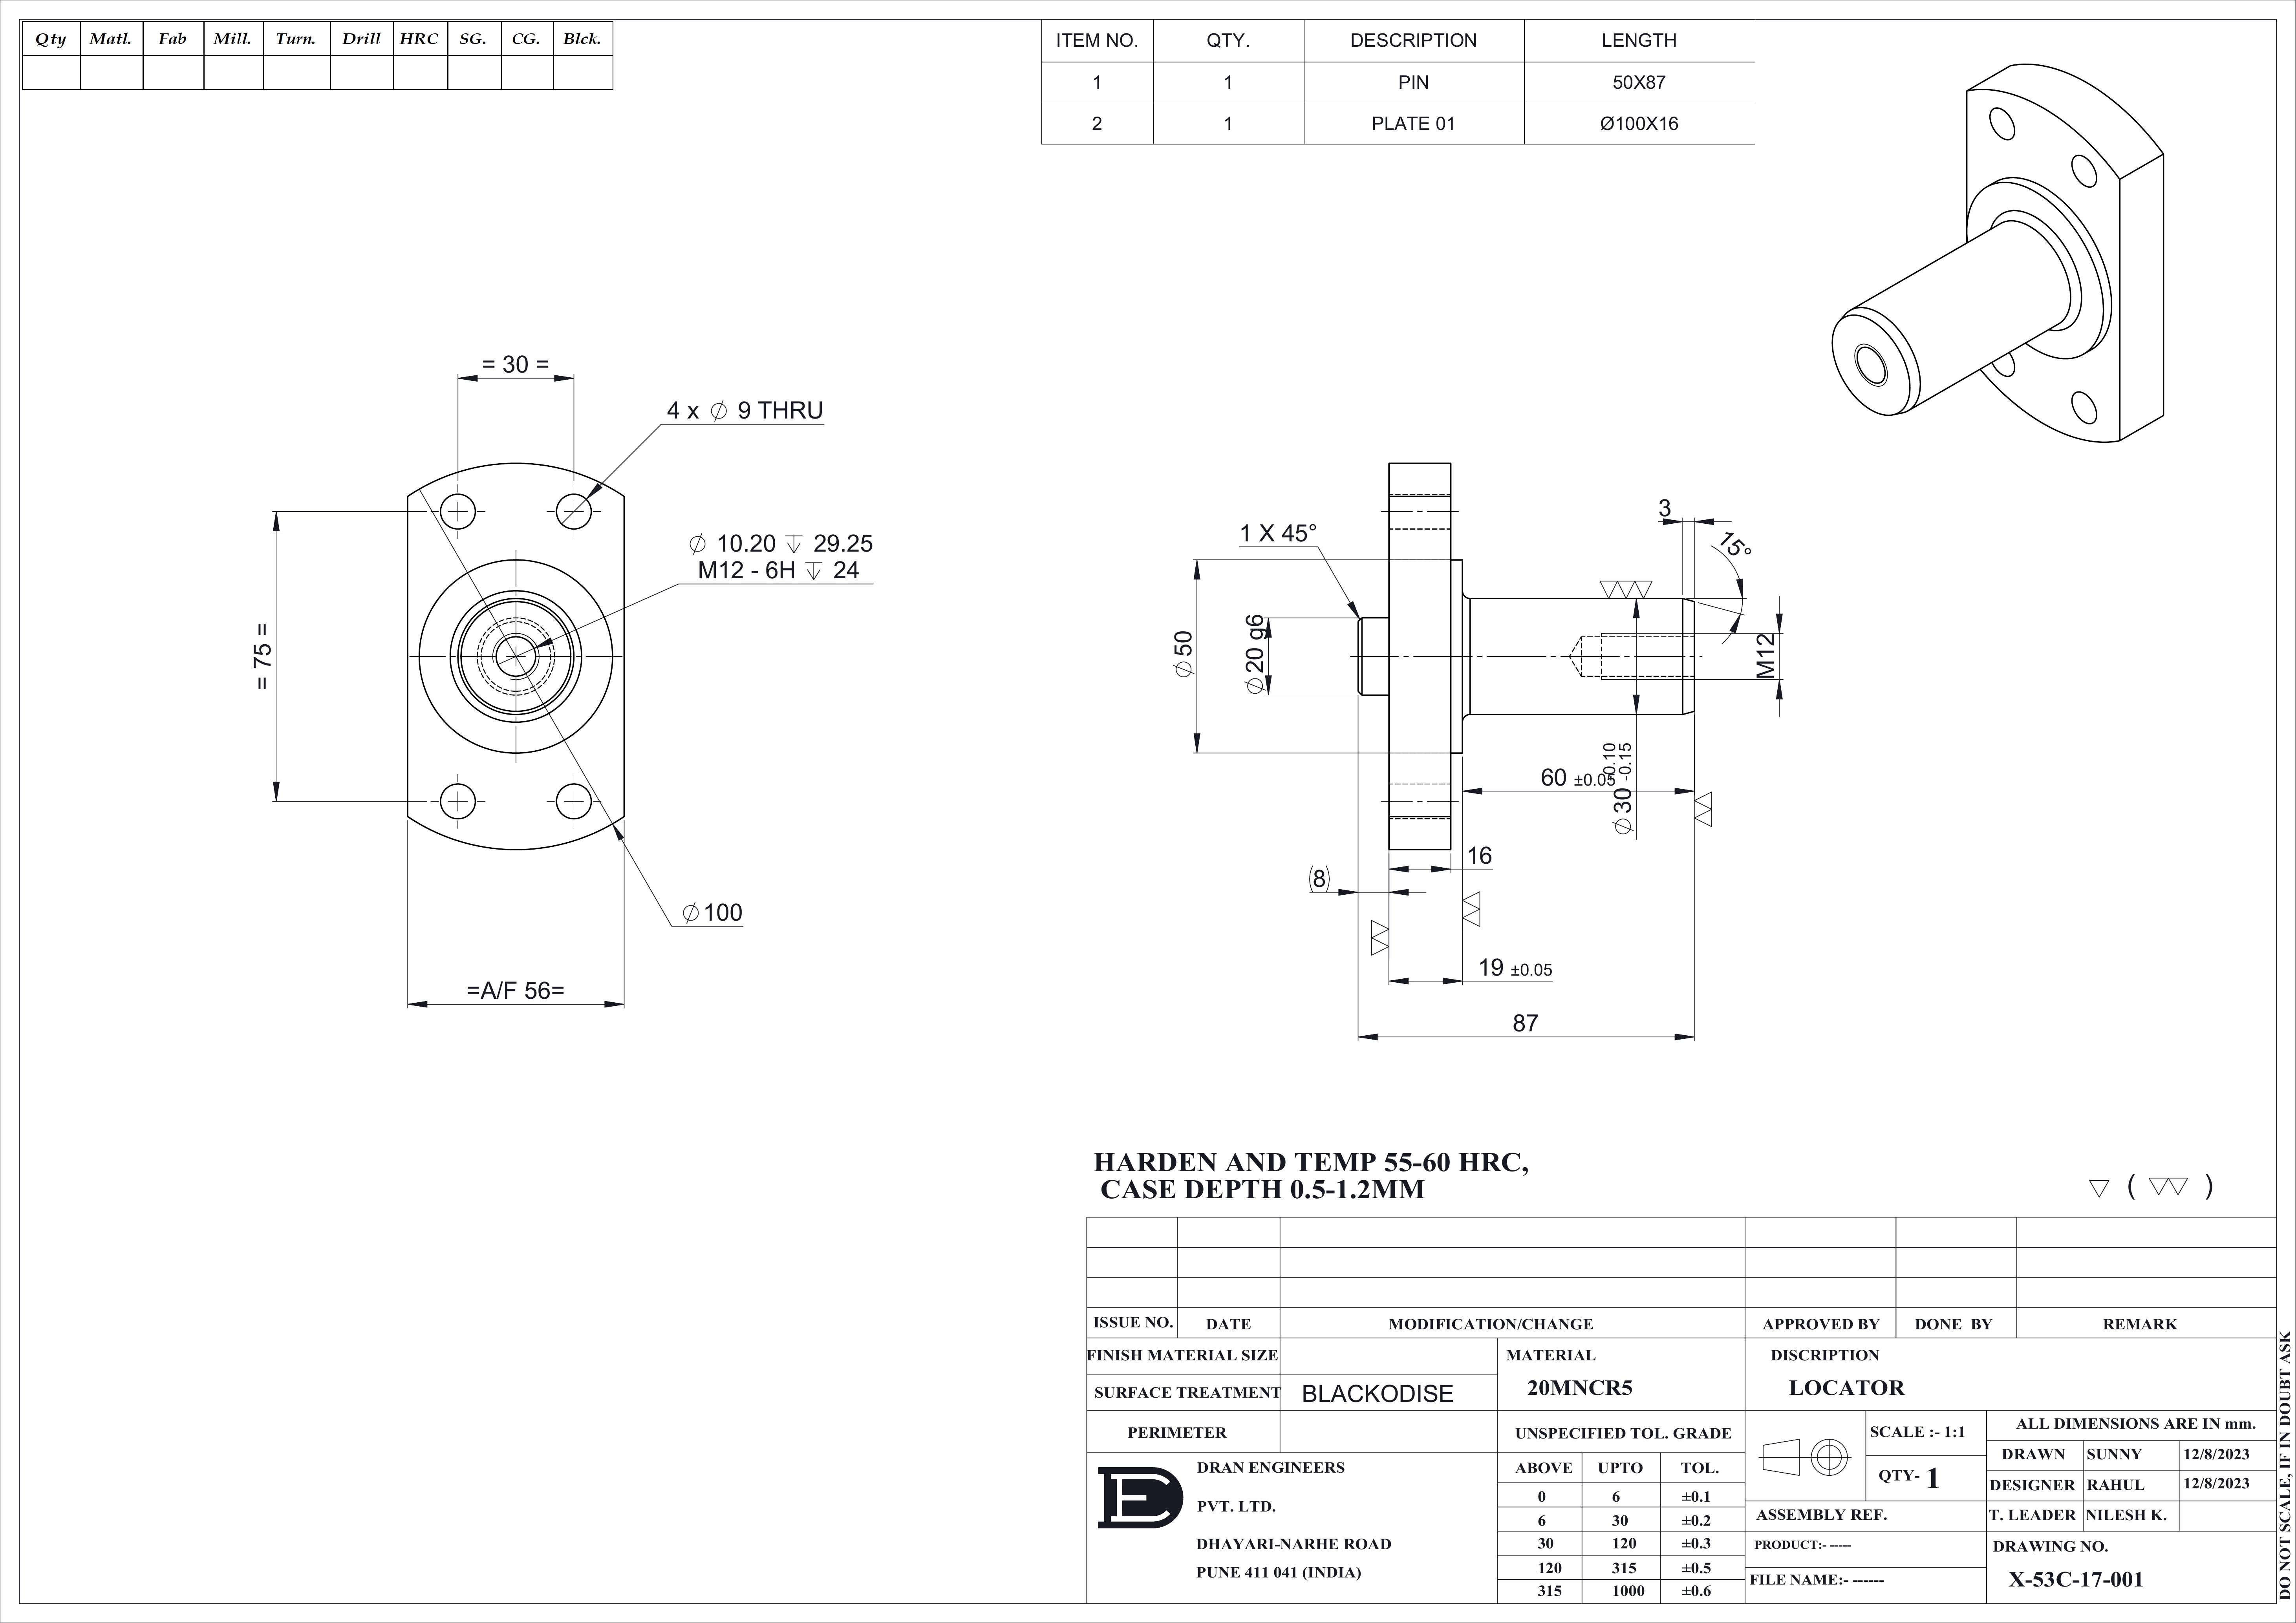 Qty Matl. Fab Mill. Turn. Drill HRC SG. CG. Blck.
ITEM NO. QTY. DESCRIPTION LENGTH
1 1 PIN 50X87
2 1 PLATE 01 Ø100X16
= 30 =
4 x ∅ 9 THRU
∅ 10.20 ↧ 29.25
M12 - 6H ↧ 24
= 75 =
∅100
=A/F 56=
1 X 45°
3
15°
∅50
∅20 g6
M12
60 ±0.05
∅30 -0.10 -0.15
16
(8)
19 ±0.05
87
HARDEN AND TEMP 55-60 HRC,
CASE DEPTH 0.5-1.2MM
( )
ISSUE NO. DATE MODIFICATION/CHANGE APPROVED BY DONE BY REMARK
FINISH MATERIAL SIZE
SURFACE TREATMENT BLACKODISE
PERIMETER
MATERIAL
20MNCR5
DISCRIPTION
LOCATOR
UNSPECIFIED TOL. GRADE
ABOVE UPTO TOL.
0 6 ±0.1
6 30 ±0.2
30 120 ±0.3
120 315 ±0.5
315 1000 ±0.6
DE
DRAN ENGINEERS
PVT. LTD.
DHAYARI-NARHE ROAD
PUNE 411 041 (INDIA)
SCALE :- 1:1
QTY- 1
ALL DIMENSIONS ARE IN mm.
DRAWN SUNNY 12/8/2023
DESIGNER RAHUL 12/8/2023
T. LEADER NILESH K.
ASSEMBLY REF.
PRODUCT:- -----
FILE NAME:- ------
DRAWING NO.
X-53C-17-001
DO NOT SCALE, IF IN DOUBT ASK